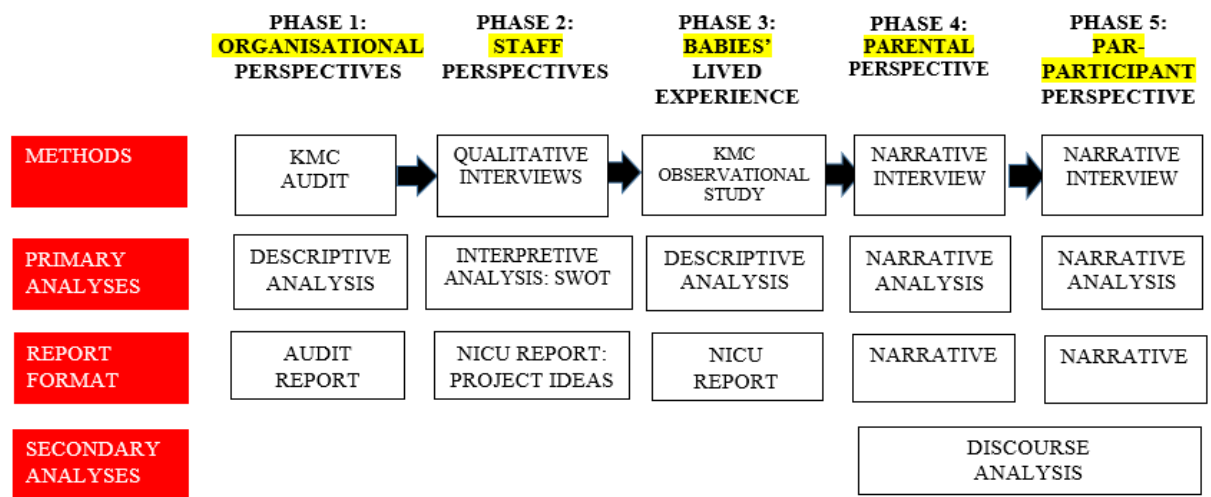 PHASE 1:
ORGANISATIONAL
PERSPECTIVES
PHASE 2:
STAFF
PERSPECTIVES
PHASE 3:
BABIES’
LIVED
EXPERIENCE
PHASE 4:
PARENTAL
PERSPECTIVE
PHASE 5:
PAR-
PARTICIPANT
PERSPECTIVE
METHODS
KMC
AUDIT
QUALITATIVE
INTERVIEWS
KMC
OBSERVATIONAL
STUDY
NARRATIVE
INTERVIEW
NARRATIVE
INTERVIEW
PRIMARY
ANALYSES
DESCRIPTIVE
ANALYSIS
INTERPRETIVE
ANALYSIS: SWOT
DESCRIPTIVE
ANALYSIS
NARRATIVE
ANALYSIS
NARRATIVE
ANALYSIS
REPORT
FORMAT
AUDIT
REPORT
NICU REPORT:
PROJECT IDEAS
NICU
REPORT
NARRATIVE
NARRATIVE
SECONDARY
ANALYSES
DISCOURSE
ANALYSIS